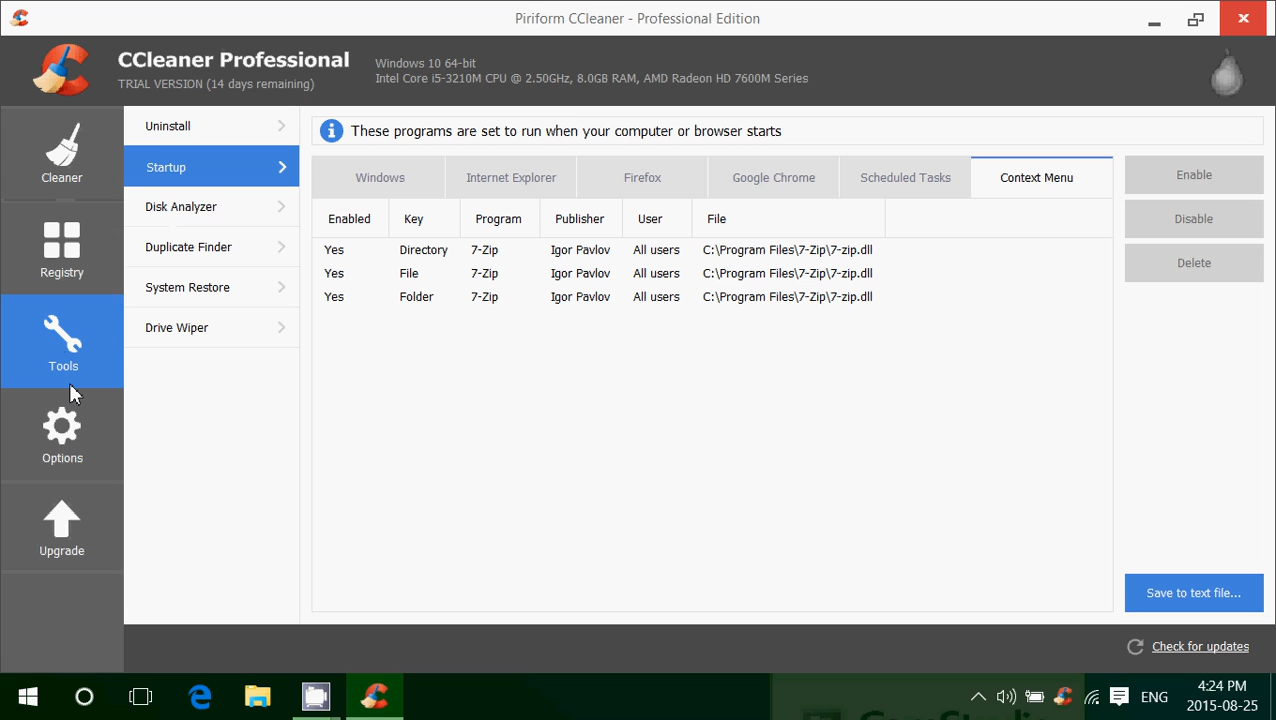 Piriform CCleaner - Professional Edition
CCleaner Professional
TRIAL VERSION (14 days remaining)
Windows 10 64-bit
Intel Core i5-3210M CPU @ 2.50GHz, 8.0GB RAM, AMD Radeon HD 7600M Series
Cleaner
Registry
Tools
Options
Upgrade
Uninstall
Startup
Disk Analyzer
Duplicate Finder
System Restore
Drive Wiper
These programs are set to run when your computer or browser starts
Windows Internet Explorer Firefox Google Chrome Scheduled Tasks Context Menu
Enabled Key Program Publisher User File
Yes Directory 7-Zip Igor Pavlov All users C:\Program Files\7-Zip\7-zip.dll
Yes File 7-Zip Igor Pavlov All users C:\Program Files\7-Zip\7-zip.dll
Yes Folder 7-Zip Igor Pavlov All users C:\Program Files\7-Zip\7-zip.dll
Enable
Disable
Delete
Save to text file...
Check for updates
ENG
4:24 PM
2015-08-25